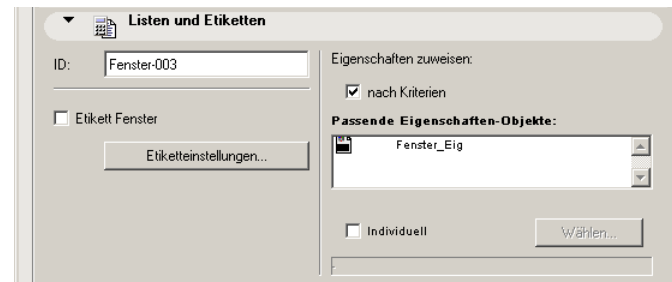 Listen und Etiketten
ID:
Fenster-003
Etikett Fenster
Etiketteinstellungen...
Eigenschaften zuweisen:
nach Kriterien
Passende Eigenschaften-Objekte:
Fenster_Eig
Individuell
Wählen...